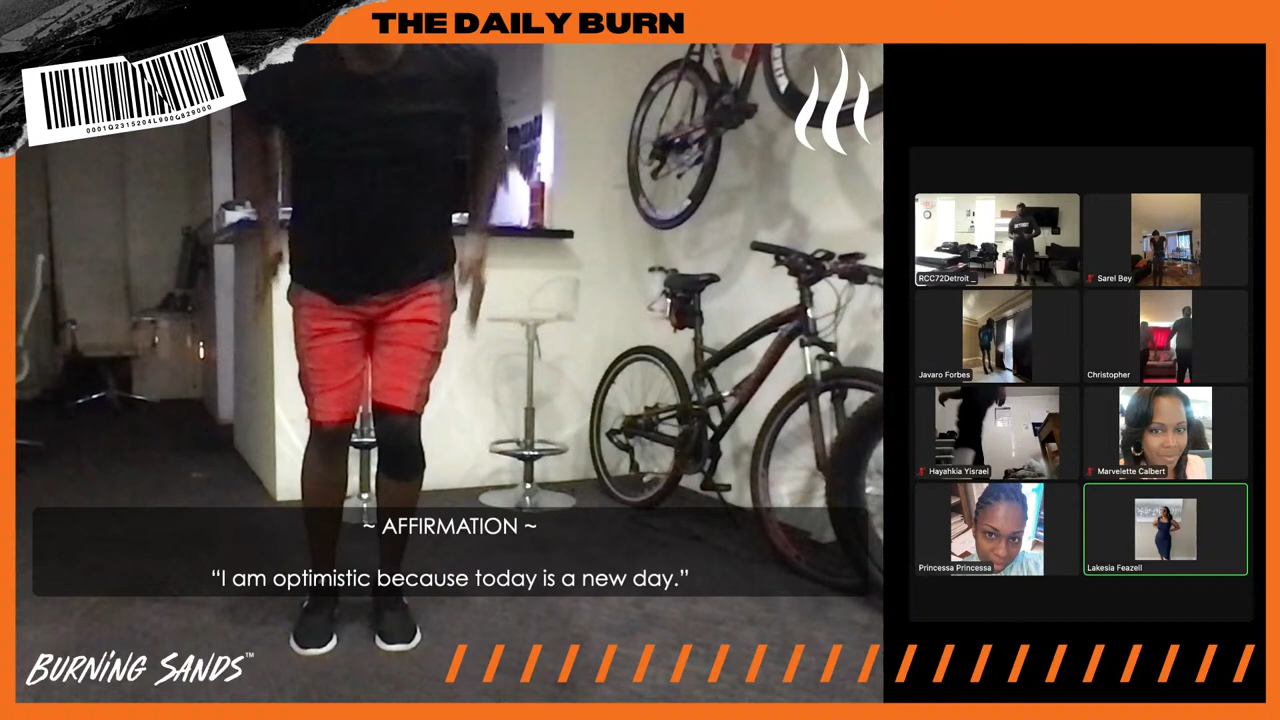 THE DAILY BURN
0001Q2315204L900G829000
RCC72Detroit _
Sarel Bey
Javaro Forbes
Christopher
Hayahkia Yisrael
Marvelette Calbert
Princessa Princessa
Lakesia Feazell
~ AFFIRMATION ~
“I am optimistic because today is a new day.”
BURNING SANDS™